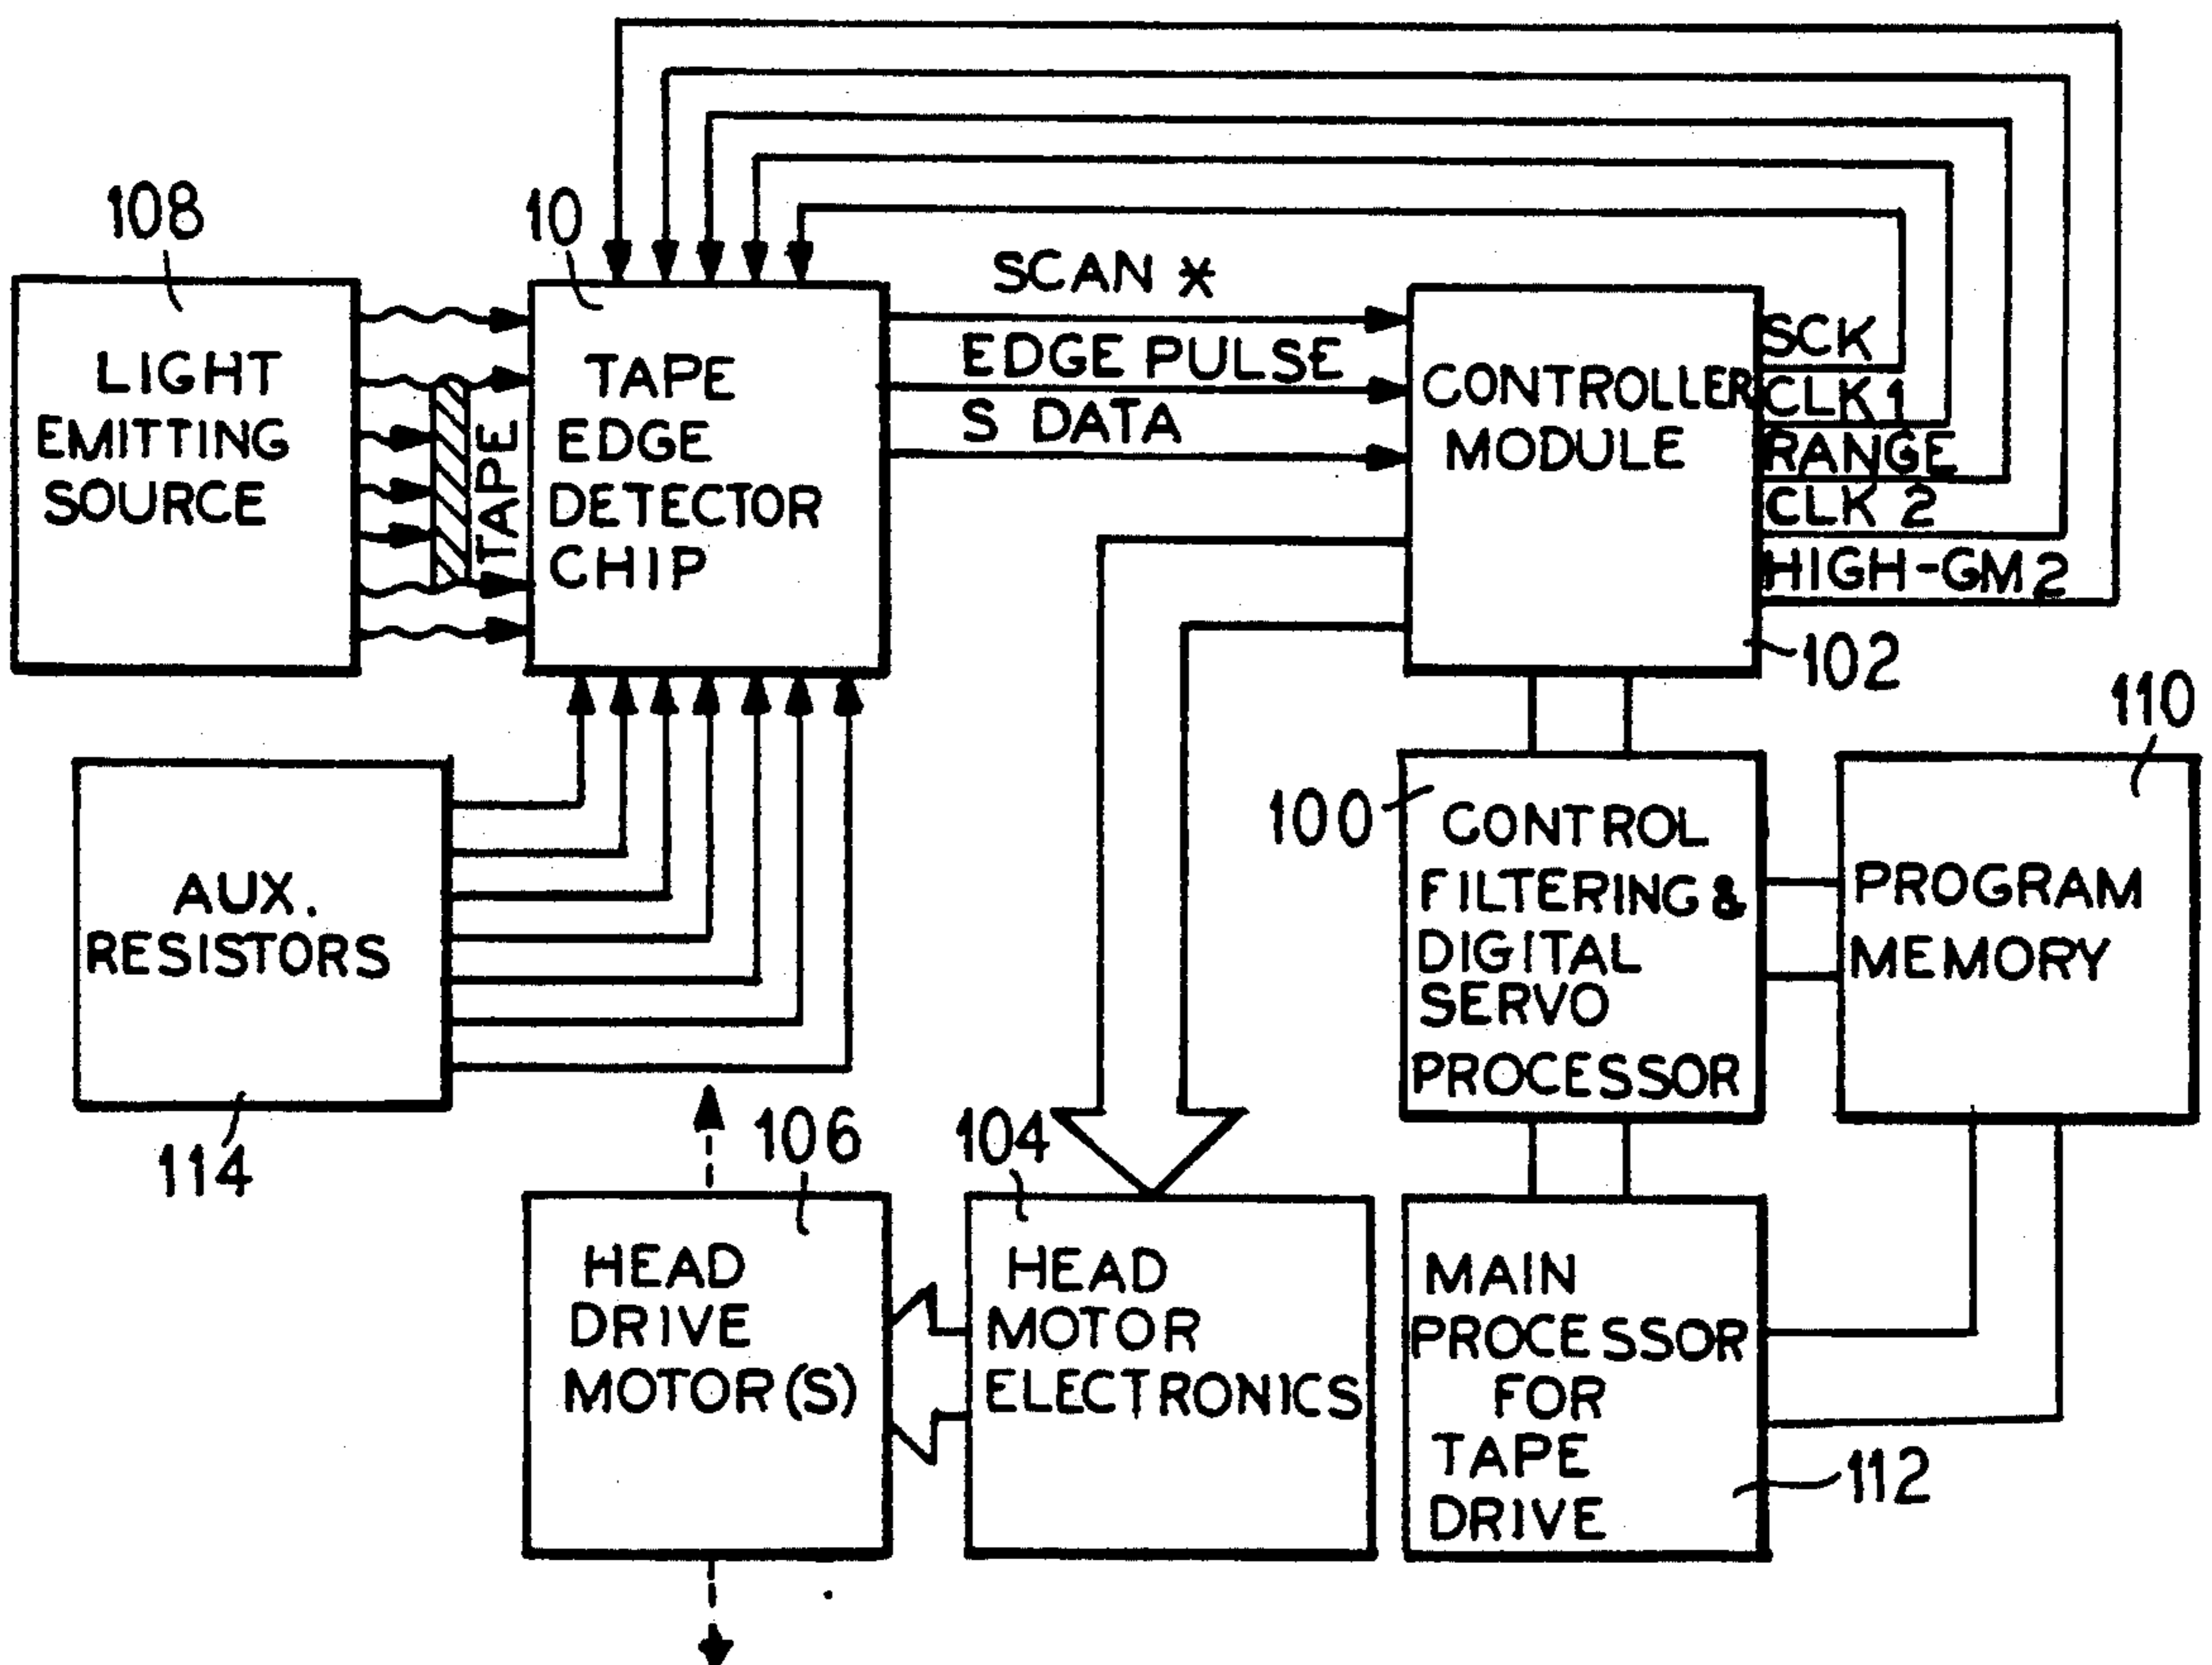 108
10
LIGHT
EMITTING
SOURCE
TAPE
TAPE
EDGE
DETECTOR
CHIP
SCAN *
EDGE PULSE
S DATA
CONTROLLER
MODULE
SCK
CLK 1
RANGE
CLK 2
HIGH-GM2
102
110
100
CONTROL
FILTERING &
DIGITAL
SERVO
PROCESSOR
PROGRAM
MEMORY
AUX.
RESISTORS
114
106
104
HEAD
DRIVE
MOTOR(S)
HEAD
MOTOR
ELECTRONICS
MAIN
PROCESSOR
FOR
TAPE
DRIVE
112